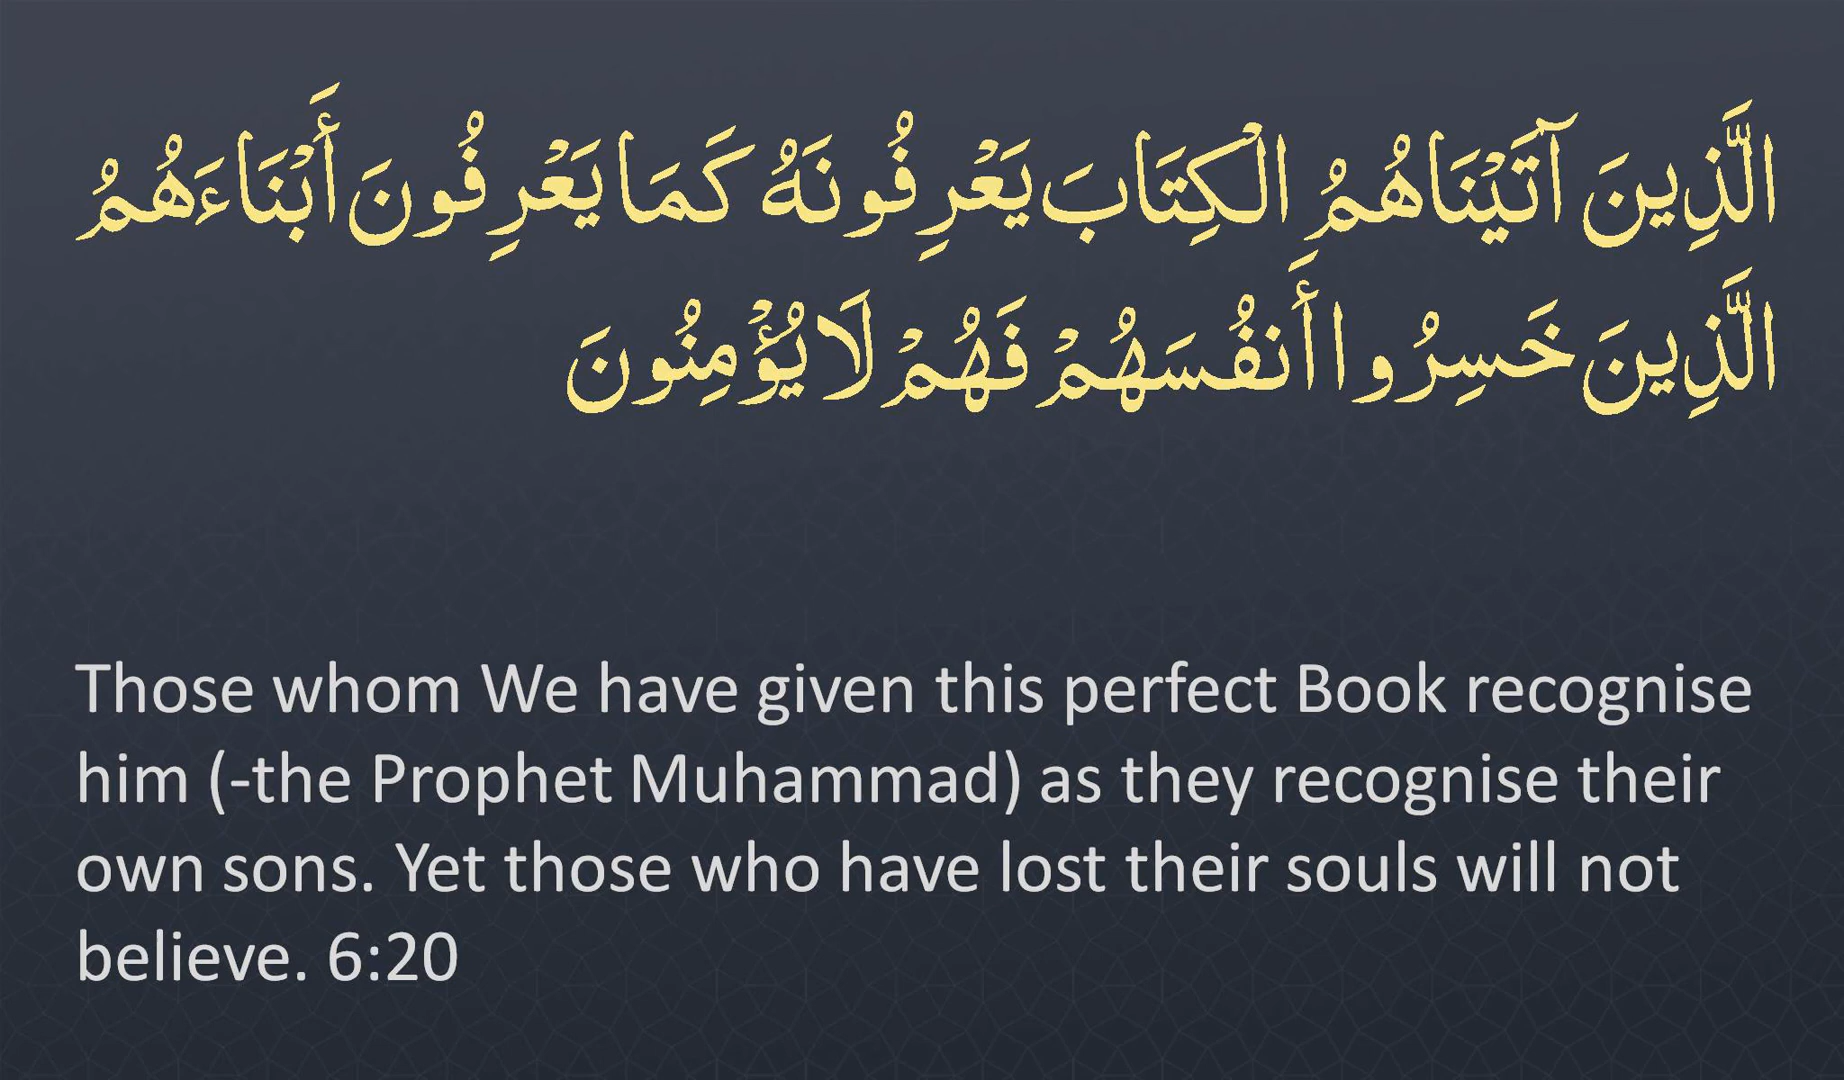 الَّذِينَ آتَيْنَاهُمُ الْكِتَابَ يَعْرِفُونَهُ كَمَا يَعْرِفُونَ أَبْنَاءَهُمُ
الَّذِينَ خَسِرُوا أَنفُسَهُمْ فَهُمْ لَا يُؤْمِنُونَ
Those whom We have given this perfect Book recognise
him (-the Prophet Muhammad) as they recognise their
own sons. Yet those who have lost their souls will not
believe. 6:20